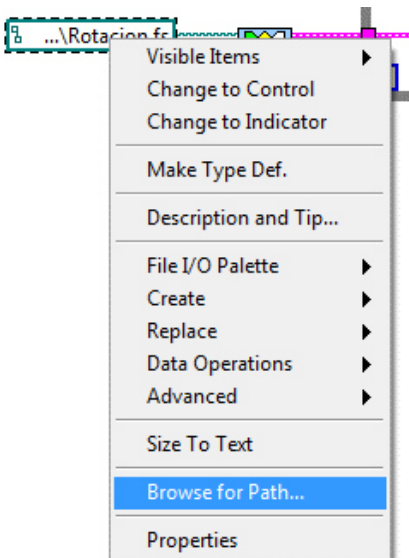 ...\Rotacion.fs
Visible Items
Change to Control
Change to Indicator
Make Type Def.
Description and Tip...
File I/O Palette
Create
Replace
Data Operations
Advanced
Size To Text
Browse for Path...
Properties